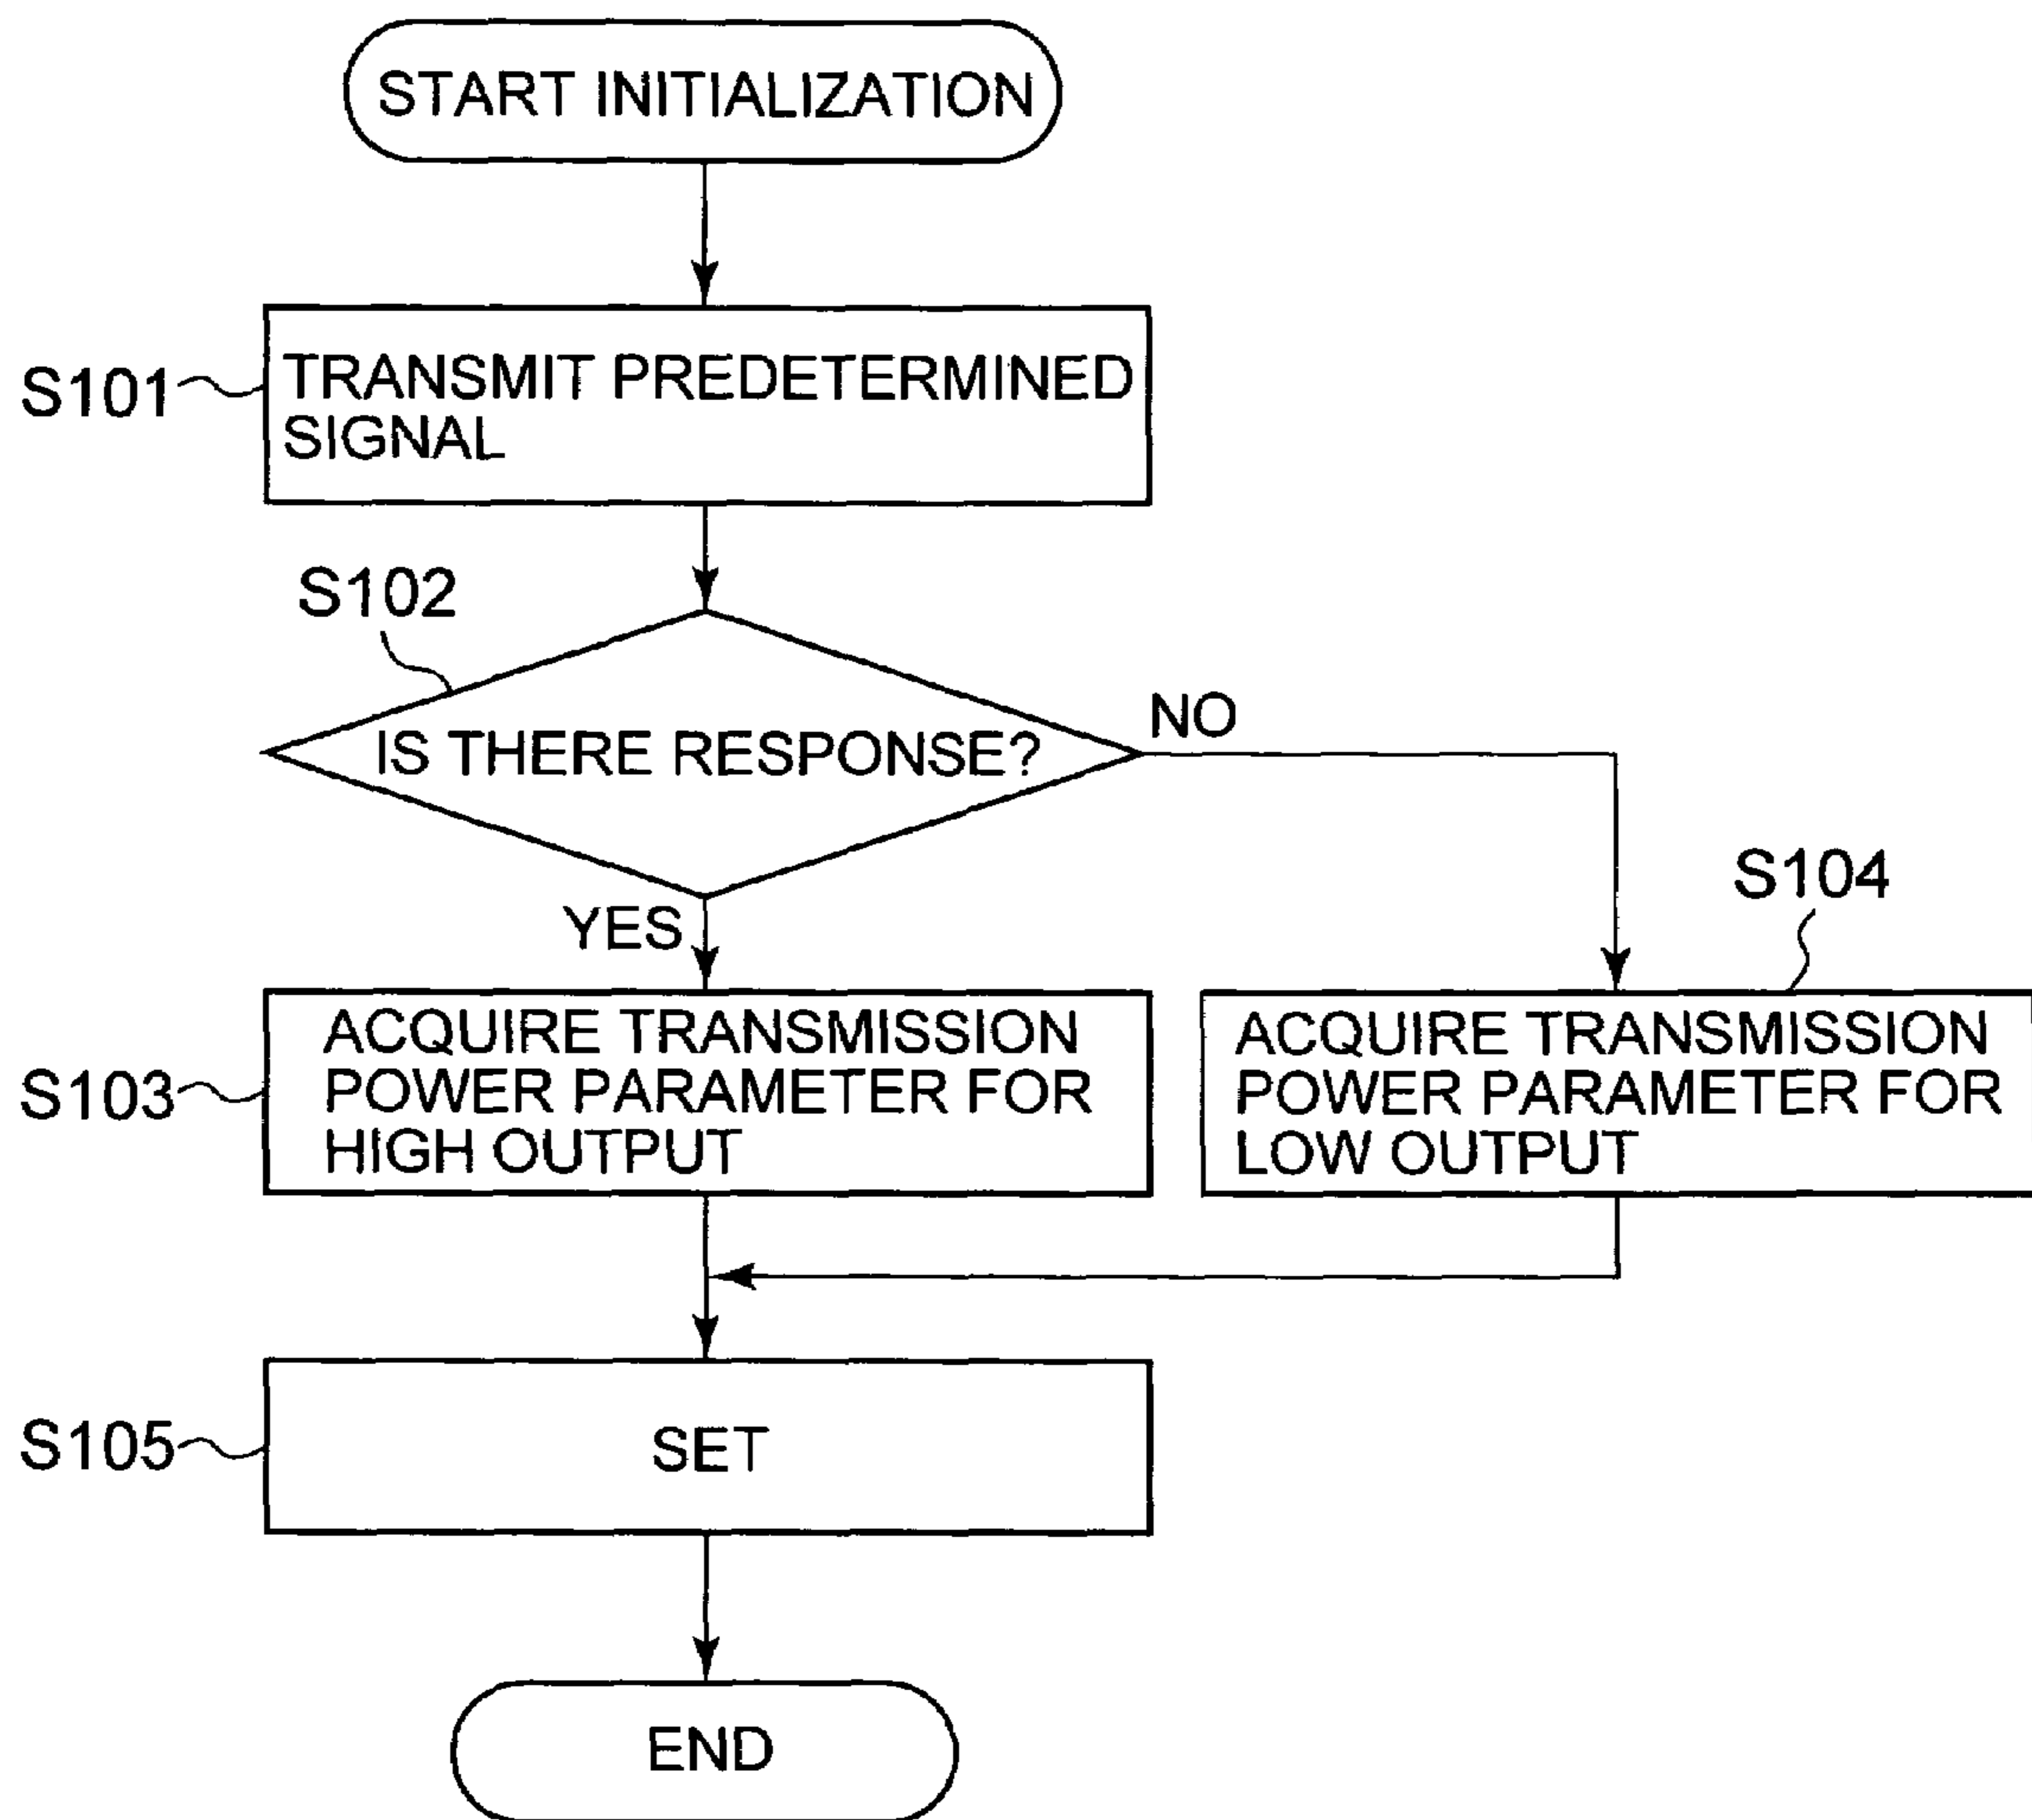 START INITIALIZATION
S101
TRANSMIT PREDETERMINED
SIGNAL
S102
IS THERE RESPONSE?
NO
YES
S104
S103
ACQUIRE TRANSMISSION
POWER PARAMETER FOR
HIGH OUTPUT
ACQUIRE TRANSMISSION
POWER PARAMETER FOR
LOW OUTPUT
S105
SET
END